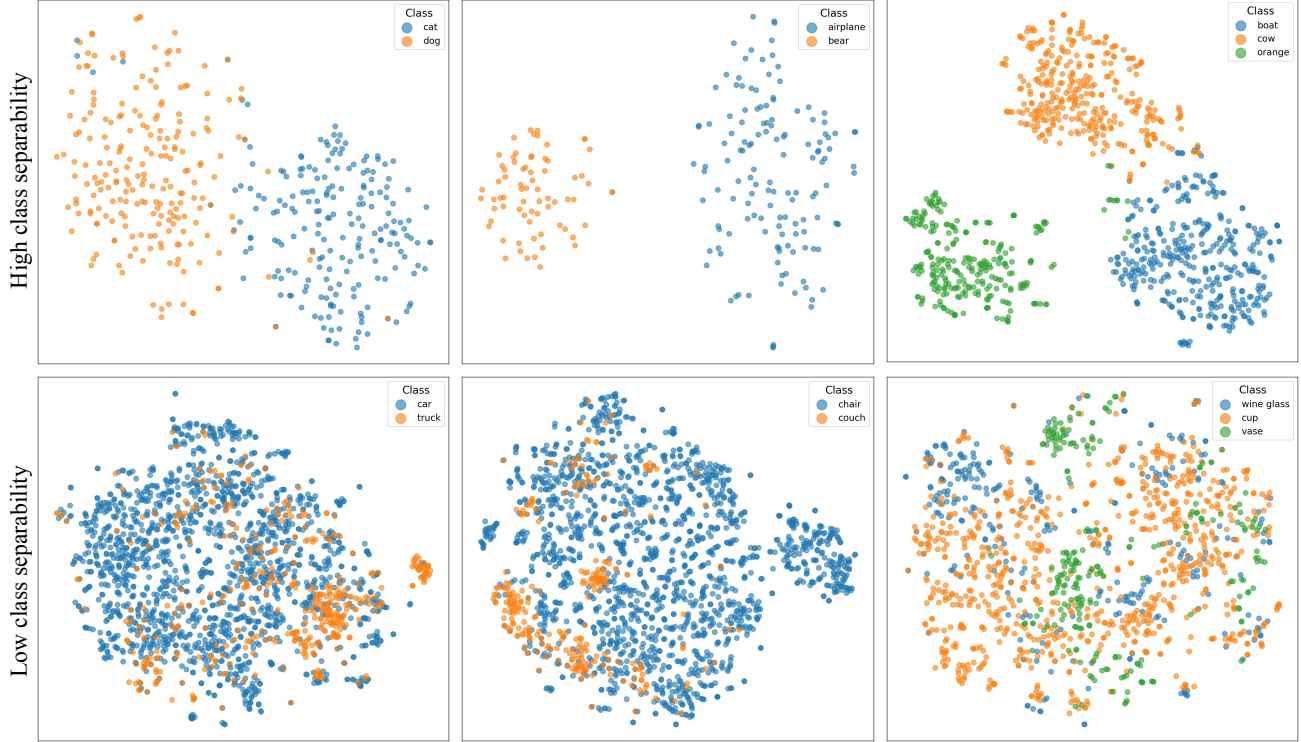 High class separability
Class
cat
dog
Class
airplane
bear
Class
boat
cow
orange
Low class separability
Class
car
truck
Class
chair
couch
Class
wine glass
cup
vase